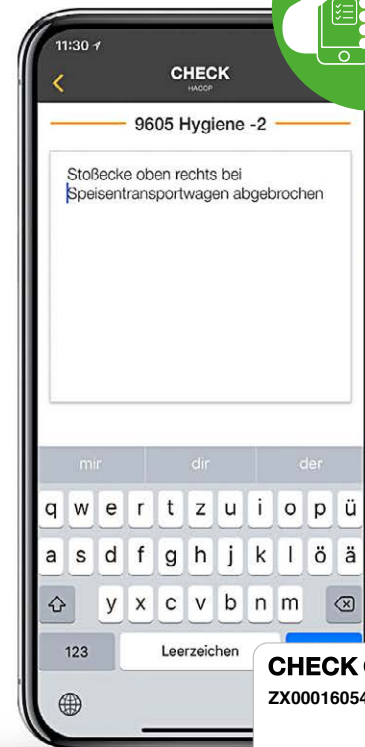 11:30
CHECK
HACCP
9605 Hygiene -2
Stoßecke oben rechts bei
Speisentransportwagen abgebrochen
mir dir der
q w e r t z u i o p ü
a s d f g h j k l ö ä
y x c v b n m
123 Leerzeichen
CHECK
ZX00016054